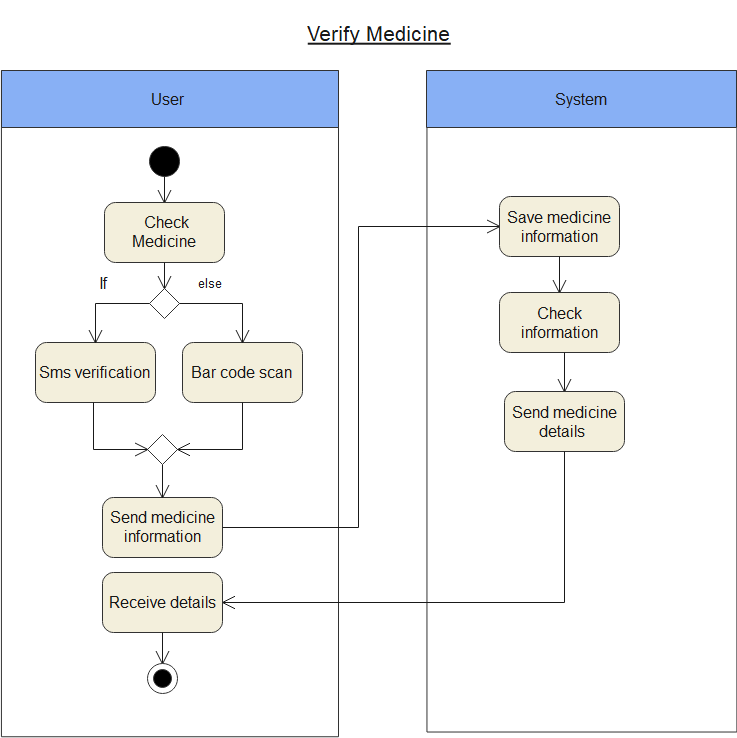 Verify Medicine
User
System
Check
Medicine
If
else
Sms verification
Bar code scan
Send medicine
information
Receive details
Save medicine
information
Check
information
Send medicine
details